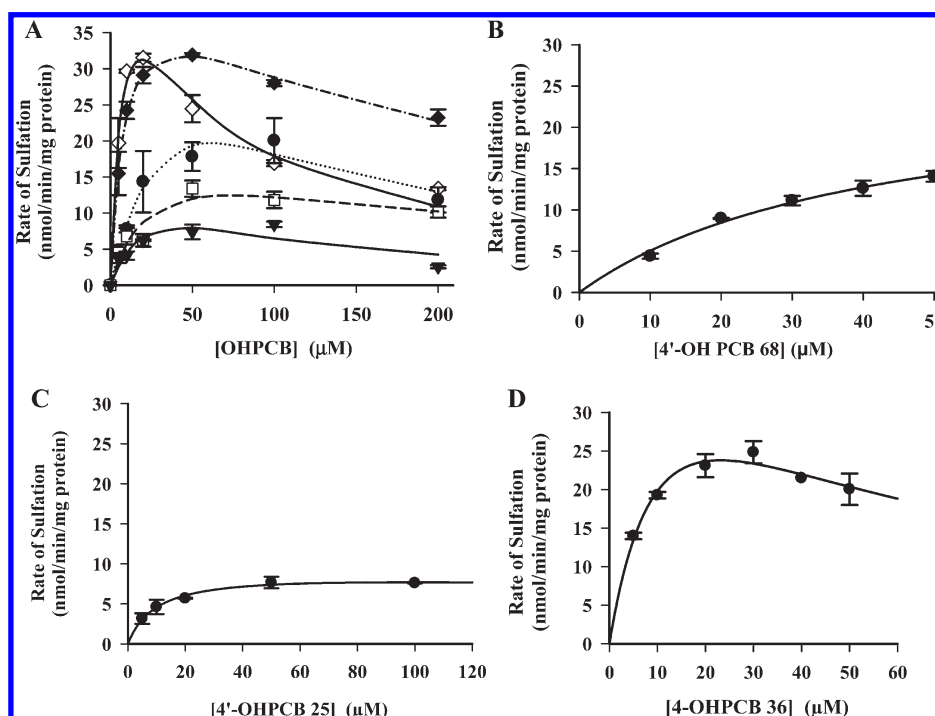 A
Rate of Sulfation
(nmol/min/mg protein)
35
30
25
20
15
10
5
0
0 50 100 150 200
[OHPCB] (µM)
B
Rate of Sulfation
(nmol/min/mg protein)
30
25
20
15
10
5
0
0 10 20 30 40
[4'-OH PCB 68] (µM)
C
Rate of Sulfation
(nmol/min/mg protein)
30
25
20
15
10
5
0
0 20 40 60 80 100 120
[4'-OHPCB 25] (µM)
D
Rate of Sulfation
(nmol/min/mg protein)
30
25
20
15
10
5
0
0 10 20 30 40 50 60
[4-OHPCB 36] (µM)